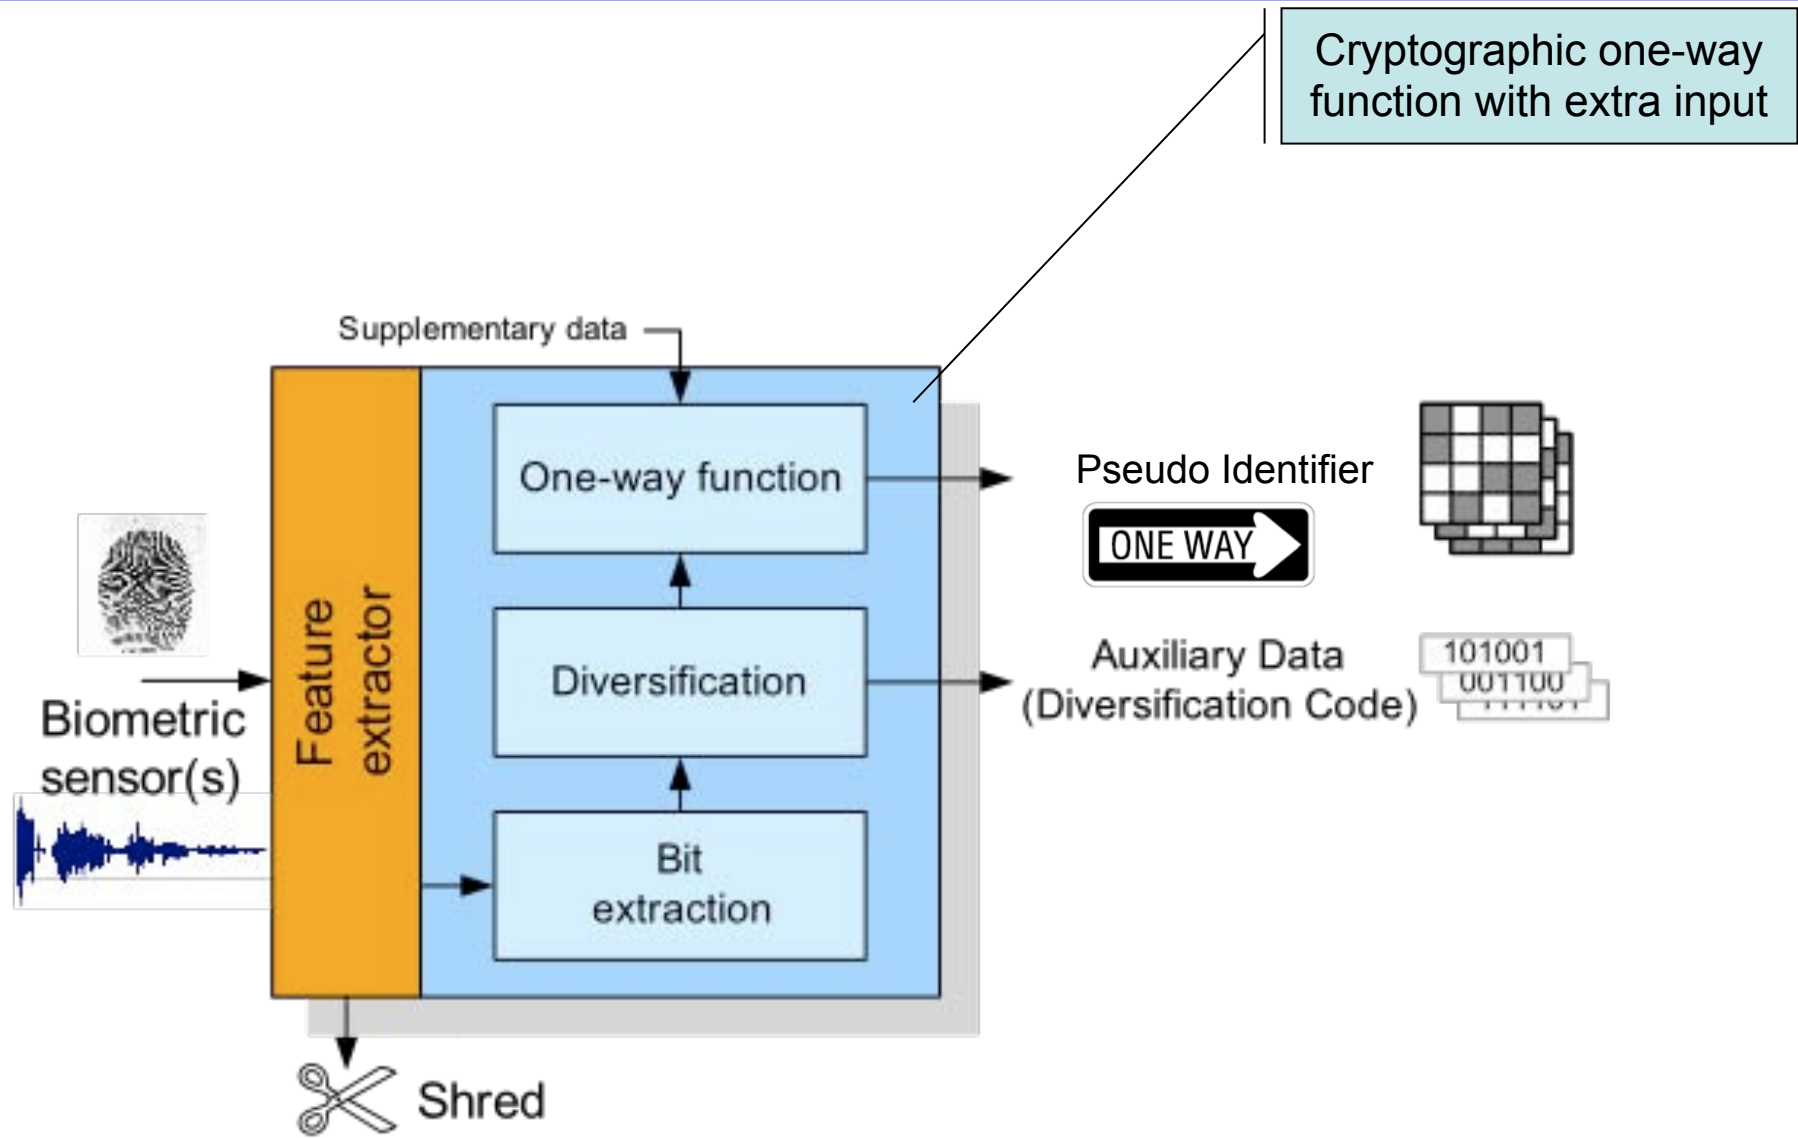 Cryptographic one-way
function with extra input
Supplementary data
One-way function
Pseudo Identifier
ONE WAY
Feature
extractor
Diversification
Auxiliary Data
(Diversification Code)
101001
001100
111101
Biometric
sensor(s)
Bit
extraction
Shred